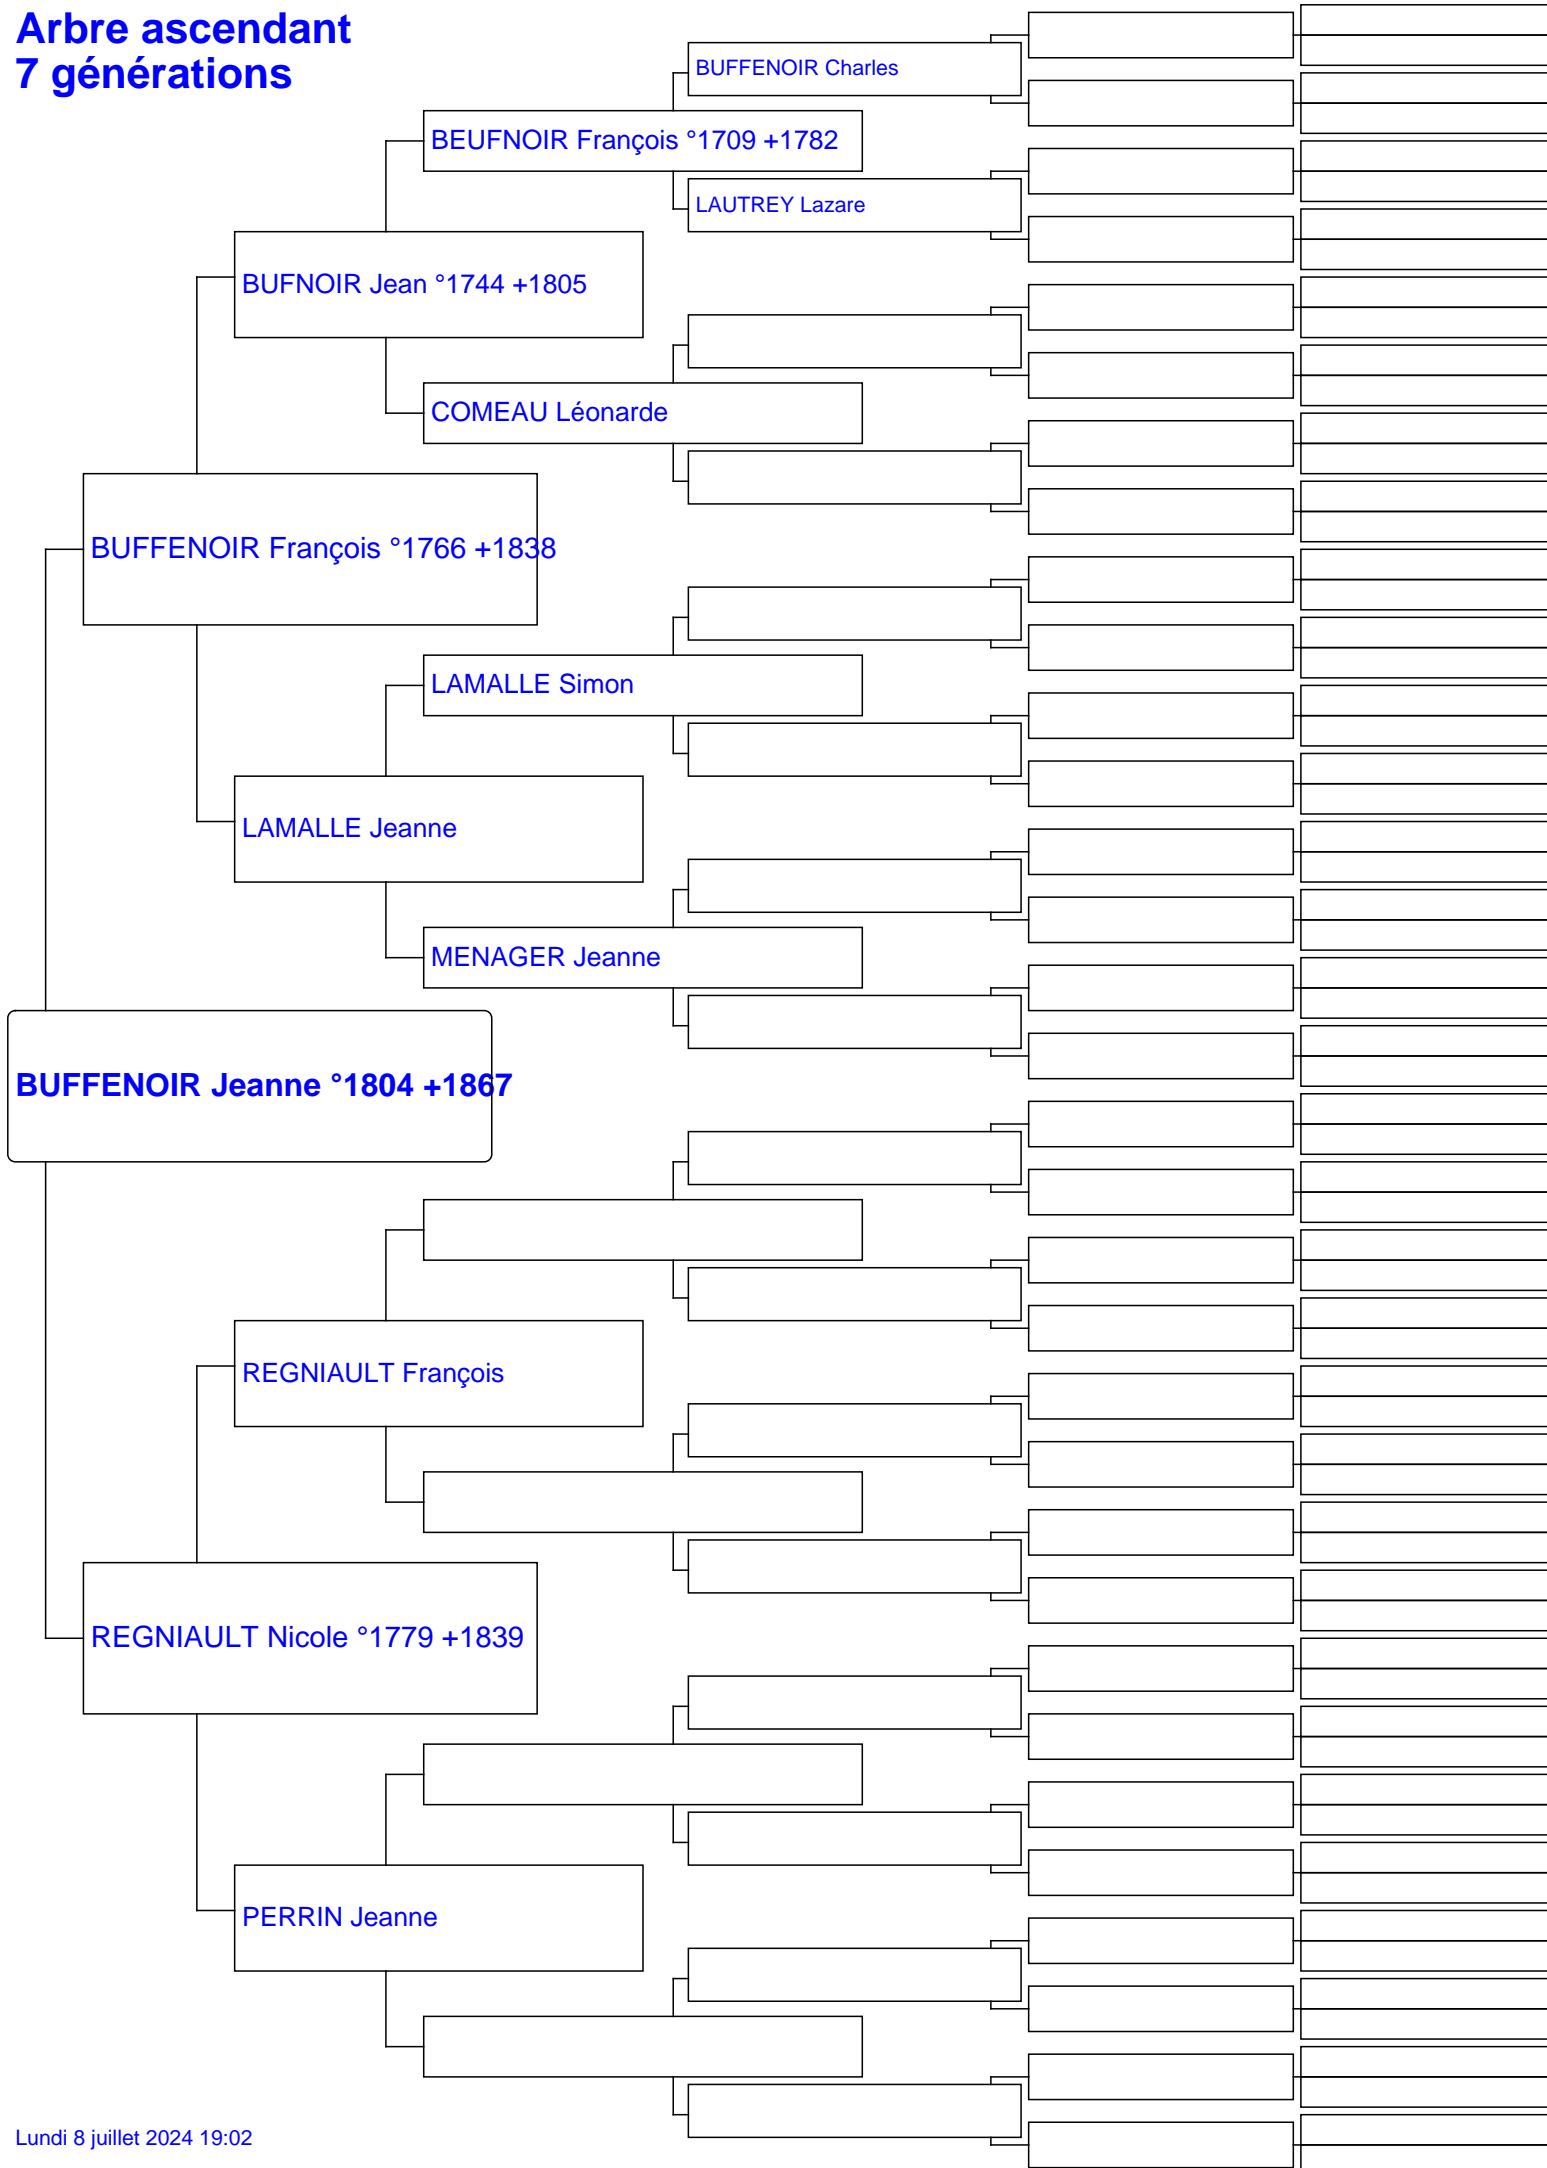 Arbre ascendant
7 générations
BUFFENOIR Charles
BEUFNOIR François °1709 +1782
LAUTREY Lazare
BUFNOIR Jean °1744 +1805
COMEAU Léonarde
BUFFENOIR François °1766 +1838
LAMALLE Simon
LAMALLE Jeanne
MENAGER Jeanne
BUFFENOIR Jeanne °1804 +1867
REGNIAULT François
REGNIAULT Nicole °1779 +1839
PERRIN Jeanne
Lundi 8 juillet 2024 19:02